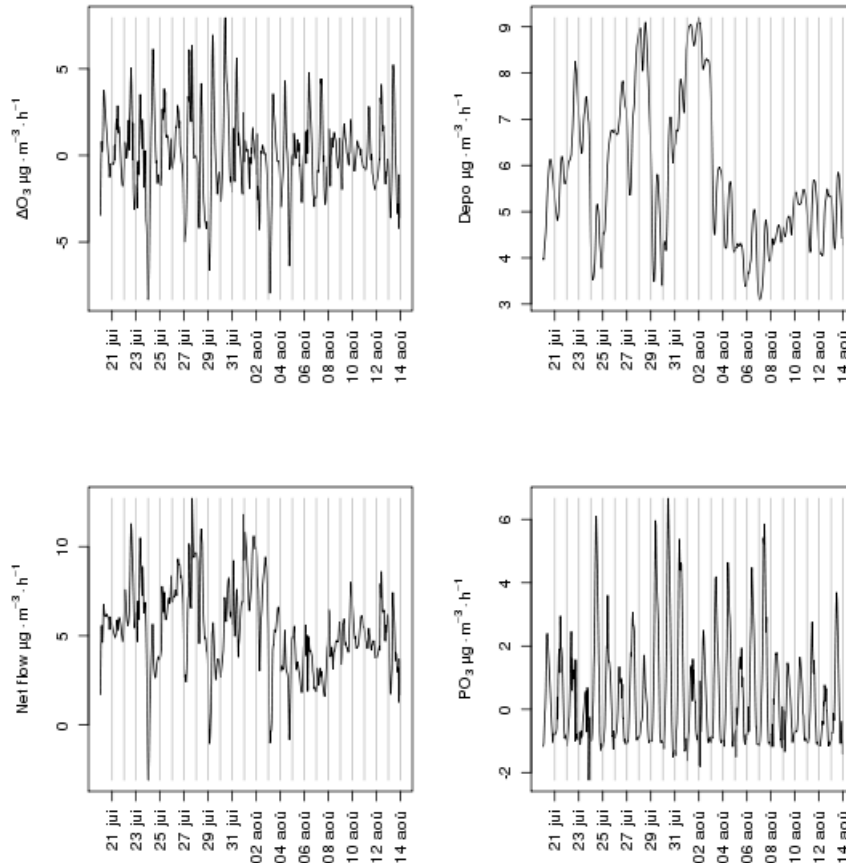 ΔO₃ µg · m⁻³ · h⁻¹
5
0
-5
21 jui
23 jui
25 jui
27 jui
29 jui
31 jui
02 aoû
04 aoû
06 aoû
08 aoû
10 aoû
12 aoû
14 aoû
Depo µg · m⁻³ · h⁻¹
9
8
7
6
5
4
3
21 jui
23 jui
25 jui
27 jui
29 jui
31 jui
02 aoû
04 aoû
06 aoû
08 aoû
10 aoû
12 aoû
14 aoû
Net flow µg · m⁻³ · h⁻¹
10
5
0
21 jui
23 jui
25 jui
27 jui
29 jui
31 jui
02 aoû
04 aoû
06 aoû
08 aoû
10 aoû
12 aoû
14 aoû
PO₃ µg · m⁻³ · h⁻¹
6
4
2
0
-2
21 jui
23 jui
25 jui
27 jui
29 jui
31 jui
02 aoû
04 aoû
06 aoû
08 aoû
10 aoû
12 aoû
14 aoû